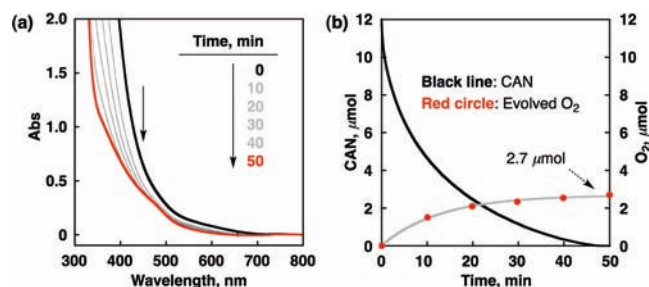 (a)
2.0
1.5
1.0
0.5
0
Abs
Time, min
0
10
20
30
40
50
300 400 500 600 700 800
Wavelength, nm
(b)
12
10
8
6
4
2
0
CAN, μmol
Black line: CAN
Red circle: Evolved O₂
2.7 μmol
12
10
8
6
4
2
0
O₂, μmol
0 10 20 30 40 50
Time, min